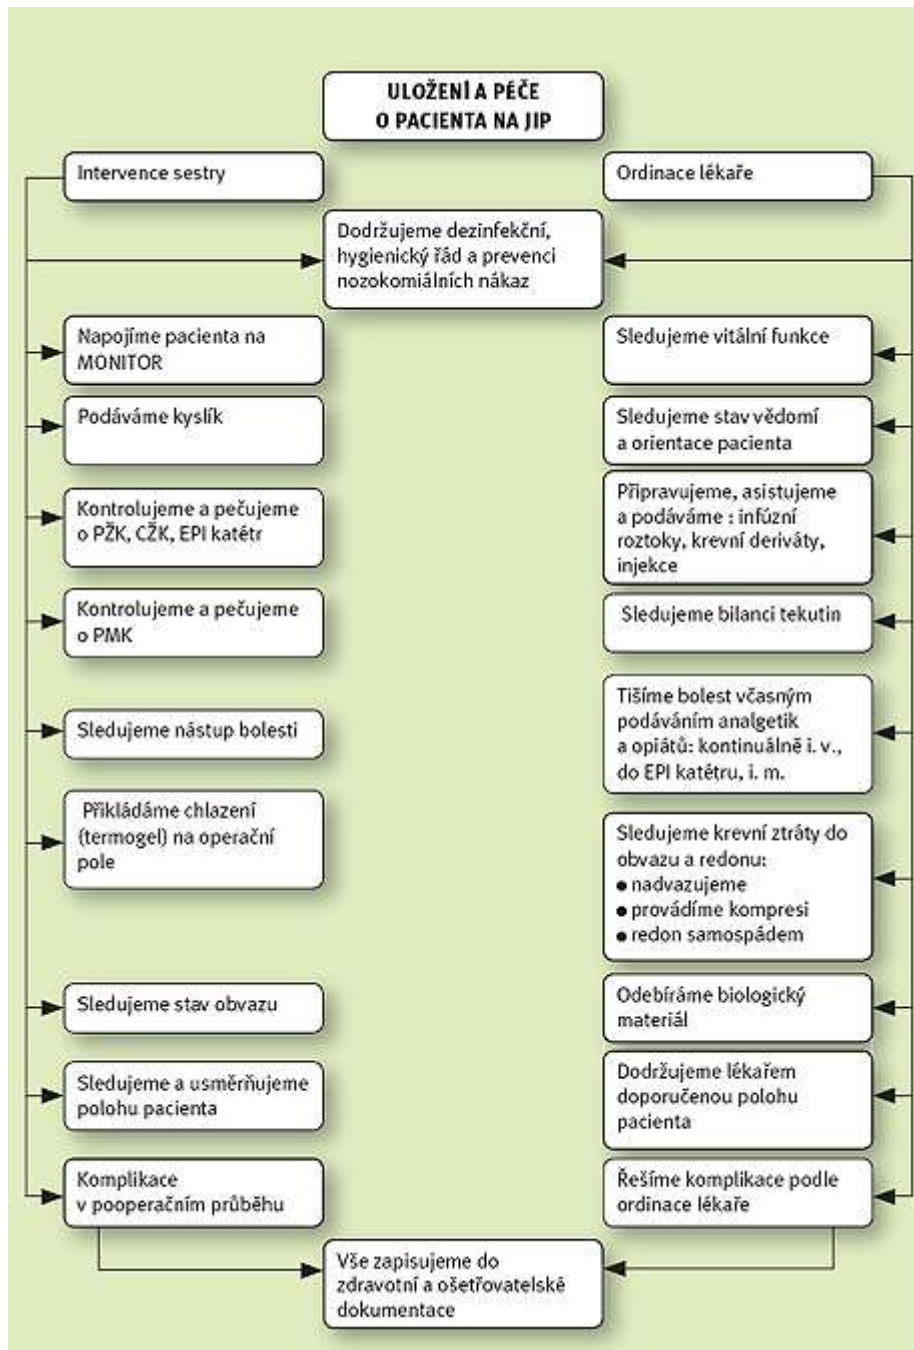 ULOŽENÍ A PÉČE
O PACIENTA NA JIP
Intervence sestry
Ordinace lékaře
Dodržujeme dezinfekční,
hygienický řád a prevenci
nozokomiálních nákaz
Napojíme pacienta na
MONITOR
Sledujeme vitální funkce
Podáváme kyslík
Sledujeme stav vědomí
a orientace pacienta
Kontrolujeme a pečujeme
o PŽK, CŽK, EPI katétr
Připravujeme, asistujeme
a podáváme : infúzní
roztoky, krevní deriváty,
injekce
Kontrolujeme a pečujeme
o PMK
Sledujeme bilanci tekutin
Sledujeme nástup bolesti
Tišíme bolest včasným
podáváním analgetik
a opiátů: kontinuálně i. v.,
do EPI katétru, i. m.
Přikládáme chlazení
(termogel) na operační
pole
Sledujeme krevní ztráty do
obvazu a redonu:
● nadvazujeme
● provádíme kompresi
● redon samospádem
Sledujeme stav obvazu
Odebíráme biologický
materiál
Sledujeme a usměrňujeme
polohu pacienta
Dodržujeme lékařem
doporučenou polohu
pacienta
Komplikace
v pooperačním průběhu
Řešíme komplikace podle
ordinace lékaře
Vše zapisujeme do
zdravotní a ošetřovatelské
dokumentace